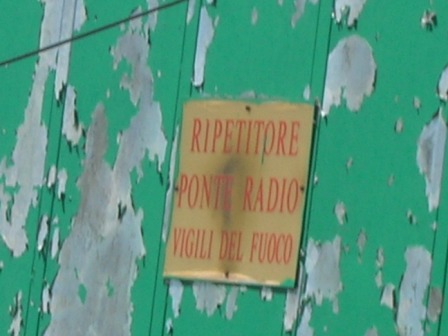 RIPETITORE
PONTE RADIO
VIGILI DEL FUOCO